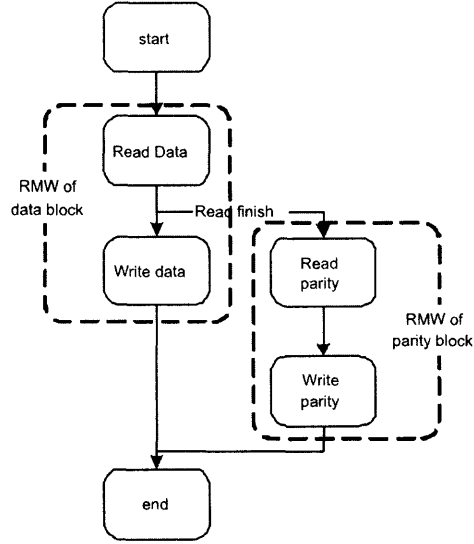 start
Read Data
RMW of
data block
Read finish
Write data
Read
parity
RMW of
parity block
Write
parity
end